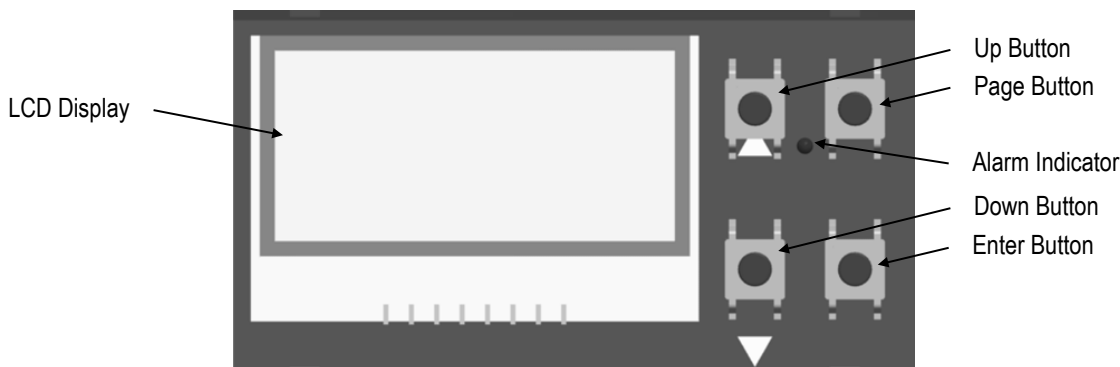 LCD Display
Up Button
Page Button
Alarm Indicator
Down Button
Enter Button